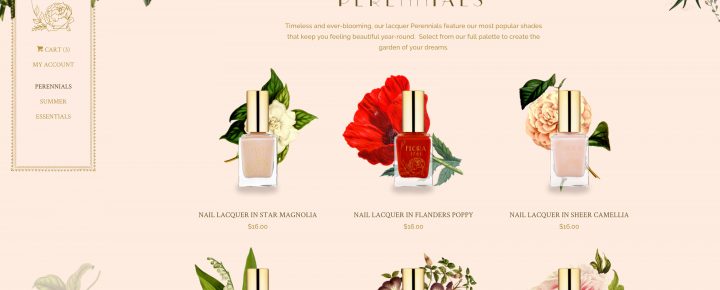 PERENNIALS
Timeless and ever-blooming, our lacquer Perennials feature our most popular shades
that keep you feeling beautiful year-round. Select from our full palette to create the
garden of your dreams.
CART (3)
MY ACCOUNT
PERENNIALS
SUMMER
ESSENTIALS
FLORA
1761
NAIL LACQUER IN STAR MAGNOLIA
NAIL LACQUER IN FLANDERS POPPY
NAIL LACQUER IN SHEER CAMELLIA
$16.00
$16.00
$16.00